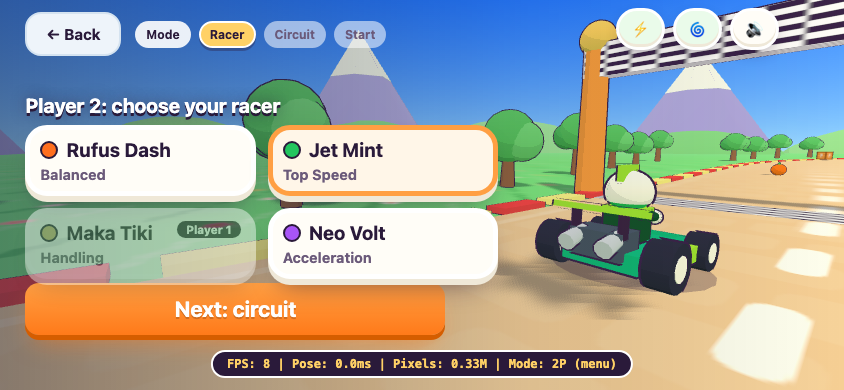 ← Back
Mode
Racer
Circuit
Start
Player 2: choose your racer
Rufus Dash
Balanced
Jet Mint
Top Speed
Maka Tiki
Player 1
Handling
Neo Volt
Acceleration
Next: circuit
FPS: 8 | Pose: 0.0ms | Pixels: 0.33M | Mode: 2P (menu)